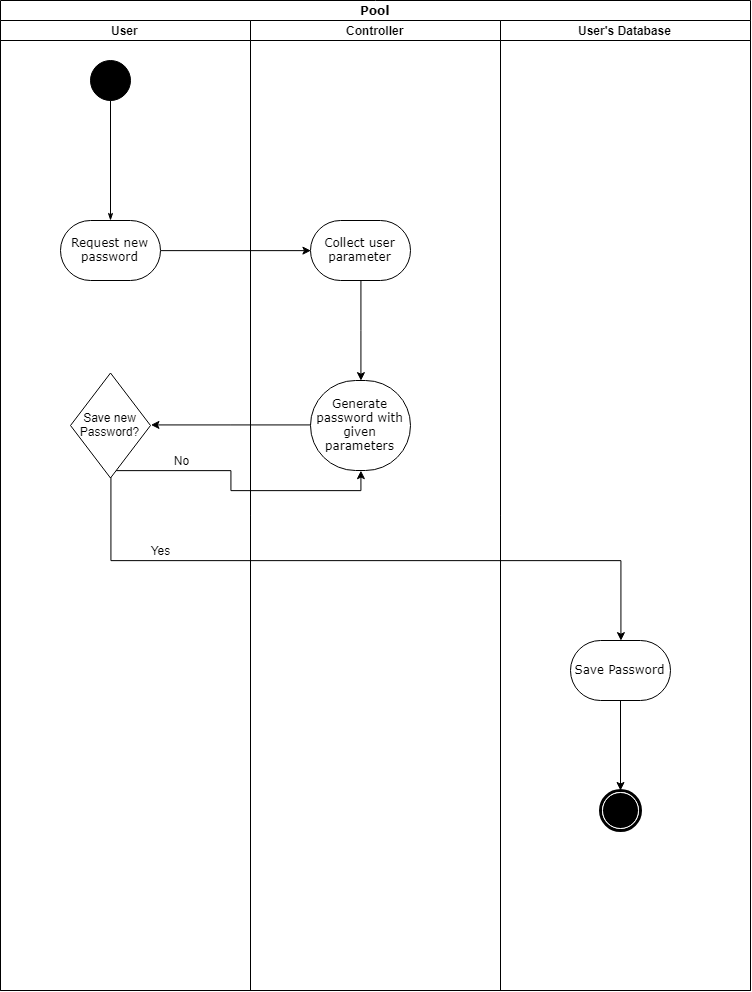 Pool
User
Controller
User's Database
Request new
password
Collect user
parameter
Save new
Password?
Generate
password with
given
parameters
No
Yes
Save Password